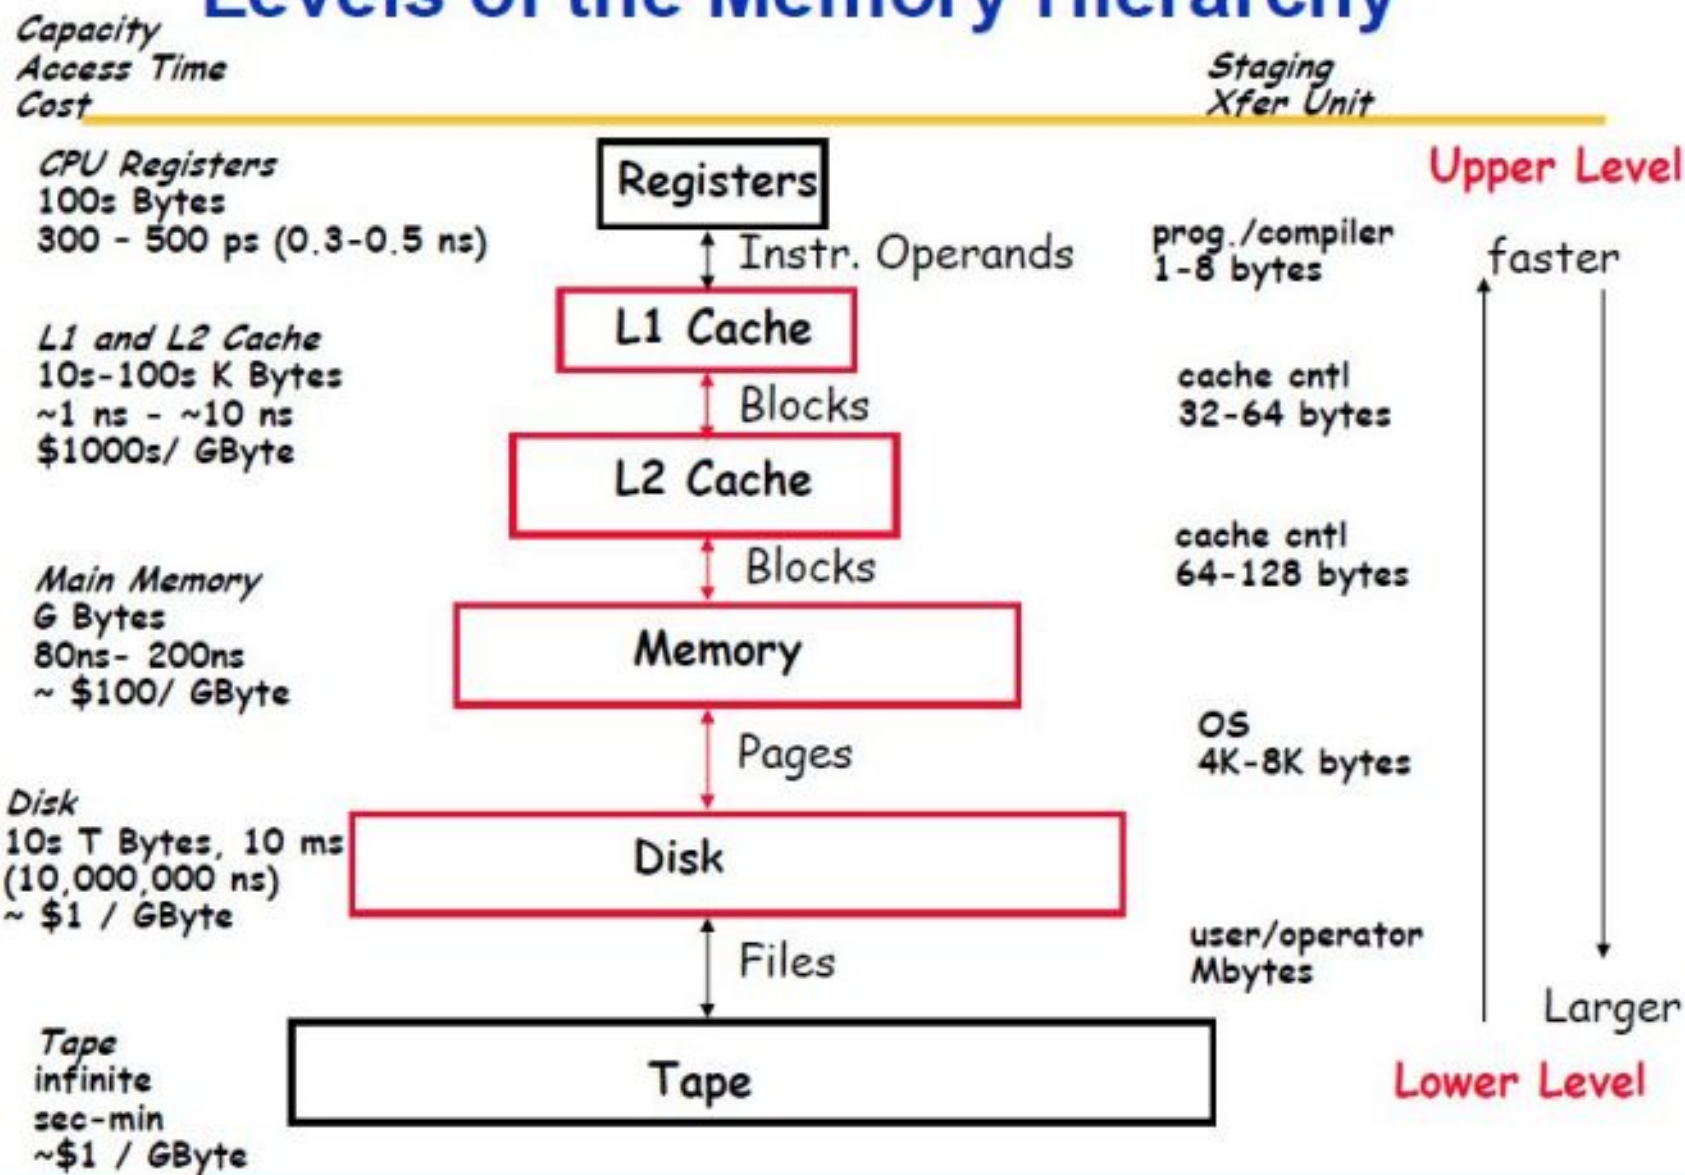 Levels of the Memory Hierarchy
Capacity
Access Time
Cost
Staging
Xfer Unit
CPU Registers
100s Bytes
300 - 500 ps (0.3-0.5 ns)
Registers
Upper Level
Instr. Operands
prog./compiler
1-8 bytes
faster
L1 and L2 Cache
10s-100s K Bytes
~1 ns - ~10 ns
$1000s/ GByte
L1 Cache
Blocks
cache cntl
32-64 bytes
L2 Cache
Blocks
cache cntl
64-128 bytes
Main Memory
G Bytes
80ns- 200ns
~ $100/ GByte
Memory
Pages
OS
4K-8K bytes
Disk
10s T Bytes, 10 ms
(10,000,000 ns)
~ $1 / GByte
Disk
Files
user/operator
Mbytes
Larger
Tape
infinite
sec-min
~$1 / GByte
Tape
Lower Level